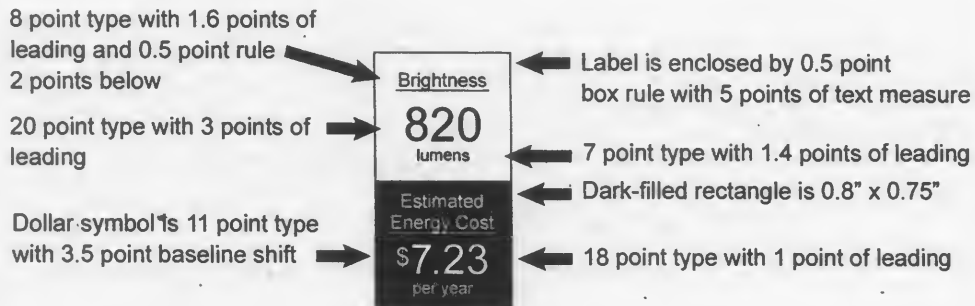 8 point type with 1.6 points of
leading and 0.5 point rule
2 points below
20 point type with 3 points of
leading
Dollar symbol is 11 point type
with 3.5 point baseline shift
Brightness
820
lumens
Estimated
Energy Cost
$7.23
per year
Label is enclosed by 0.5 point
box rule with 5 points of text measure
7 point type with 1.4 points of leading
Dark-filled rectangle is 0.8" x 0.75"
18 point type with 1 point of leading